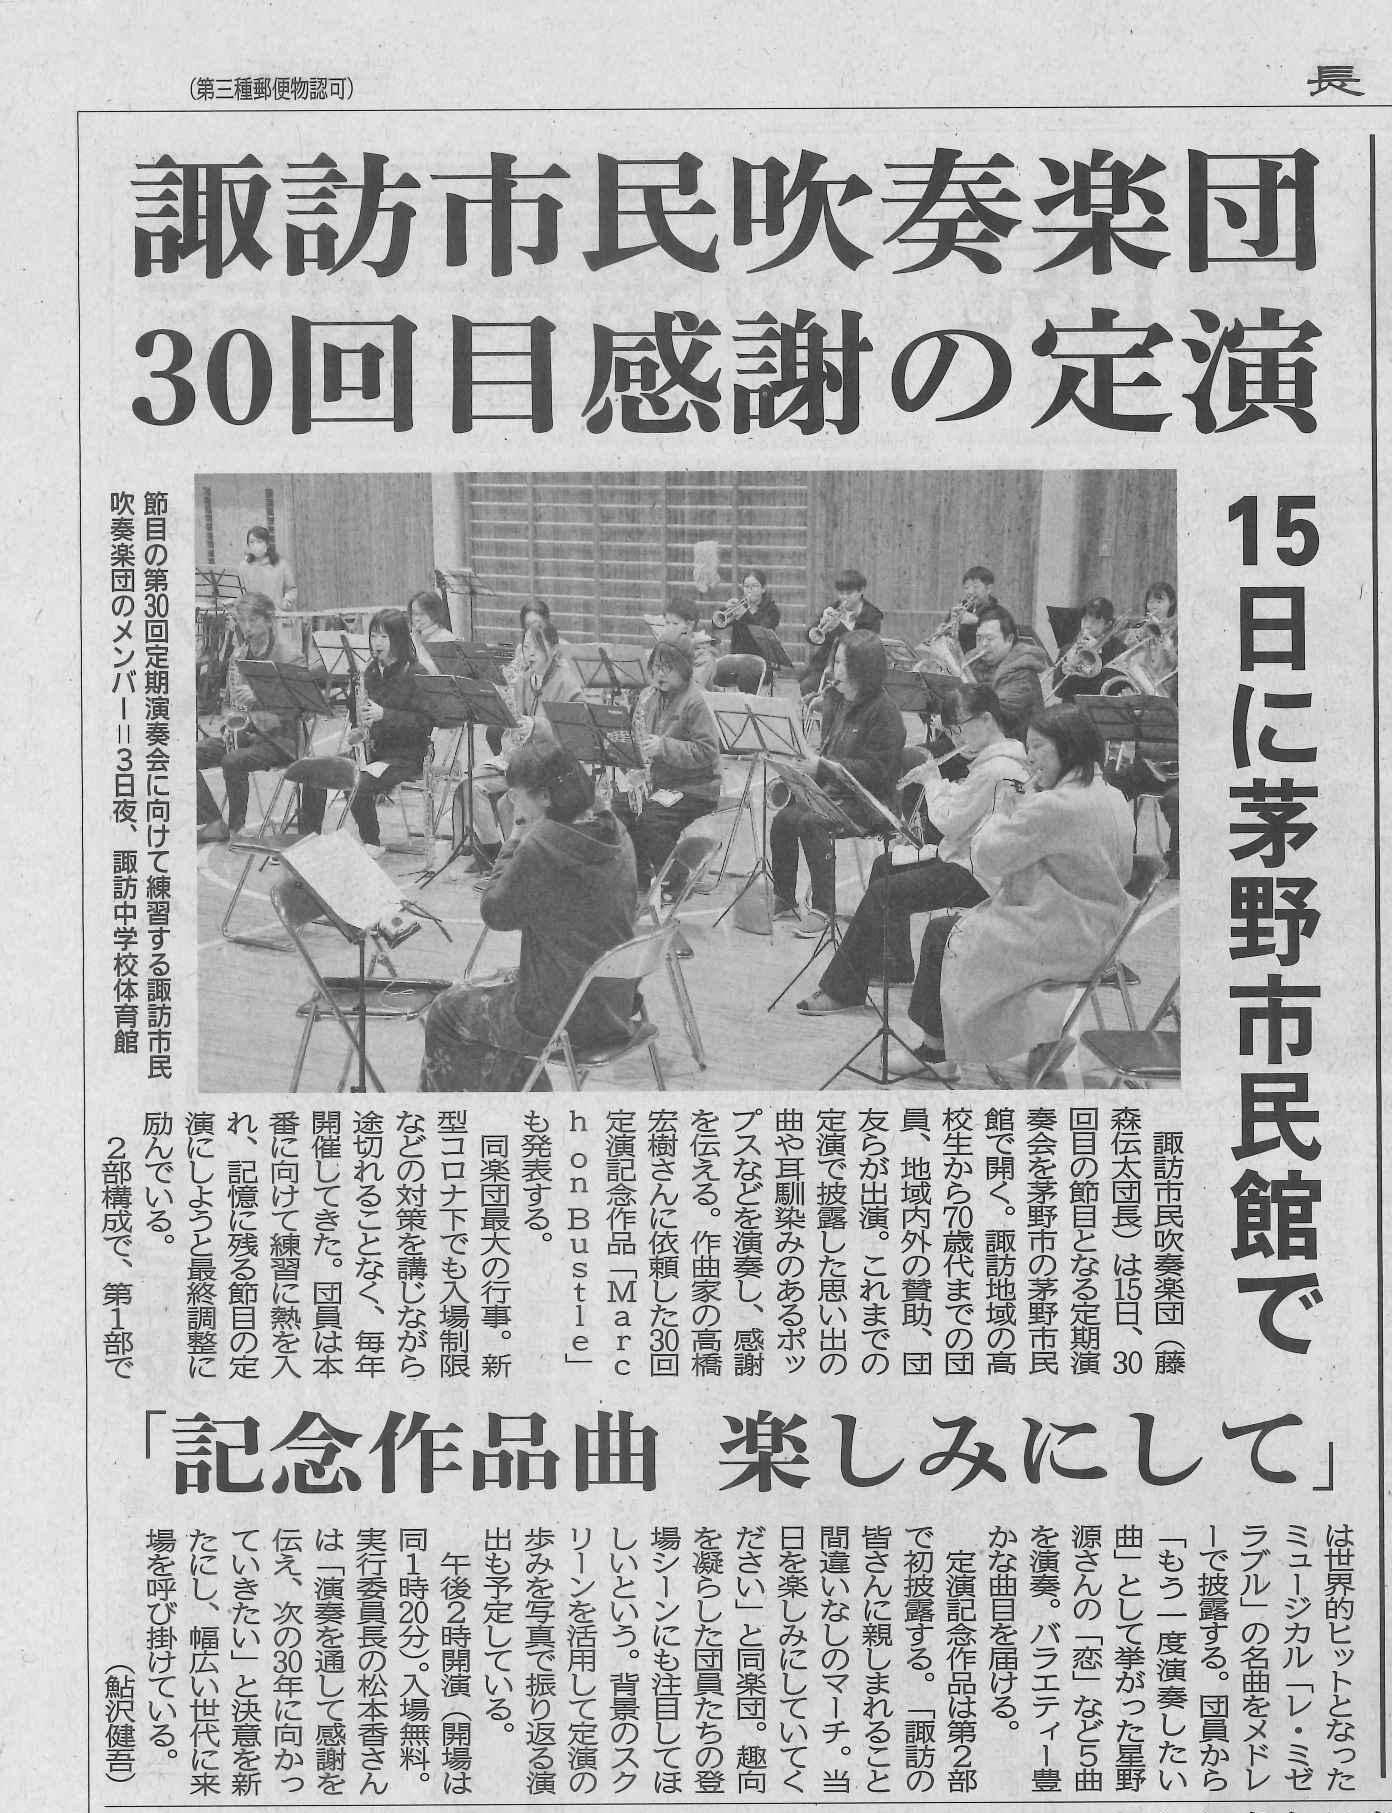 (第三種郵便物認可)
長
諏訪市民吹奏楽団
30回目感謝の定演
15日に茅野市民館で
節目の第30回定期演奏会に向けて練習する諏訪市民
吹奏楽団のメンバー＝３日夜、諏訪中学校体育館
諏訪市民吹奏楽団（藤
森伝太団長）は15日、30
回目の節目となる定期演
奏会を茅野市の茅野市民
館で開く。諏訪地域の高
校生から70歳代までの団
員、地域内外の賛助、団
友らが出演。これまでの
定演で披露した思い出の
曲や耳馴染みのあるポッ
プスなどを演奏し、感謝
を伝える。作曲家の高橋
宏樹さんに依頼した30回
定演記念作品「Ｍａｒｃ
ｈ ｏｎ Ｂｕｓｔｌｅ」
も発表する。
同楽団最大の行事。新
型コロナ下でも入場制限
などの対策を講じながら
途切れることなく、毎年
開催してきた。団員は本
番に向けて練習に熱を入
れ、記憶に残る節目の定
演にしようと最終調整に
励んでいる。
２部構成で、第１部で
「記念作品曲 楽しみにして」
は世界的ヒットとなった
ミュージカル「レ・ミゼ
ラブル」の名曲をメドレ
ーで披露する。団員から
「もう一度演奏したい
曲」として挙がった星野
源さんの「恋」など５曲
を演奏。バラエティー豊
かな曲目を届ける。
定演記念作品は第２部
で初披露する。「諏訪の
皆さんに親しまれること
間違いなしのマーチ。当
日を楽しみにしていてく
ださい」と同楽団。趣向
を凝らした団員たちの登
場シーンにも注目してほ
しいという。背景のスク
リーンを活用して定演の
歩みを写真で振り返る演
出も予定している。
午後２時開演（開場は
同１時20分）。入場無料。
実行委員長の松本香さん
は「演奏を通して感謝を
伝え、次の30年に向かっ
ていきたい」と決意を新
たにし、幅広い世代に来
場を呼び掛けている。
（鮎沢健吾）